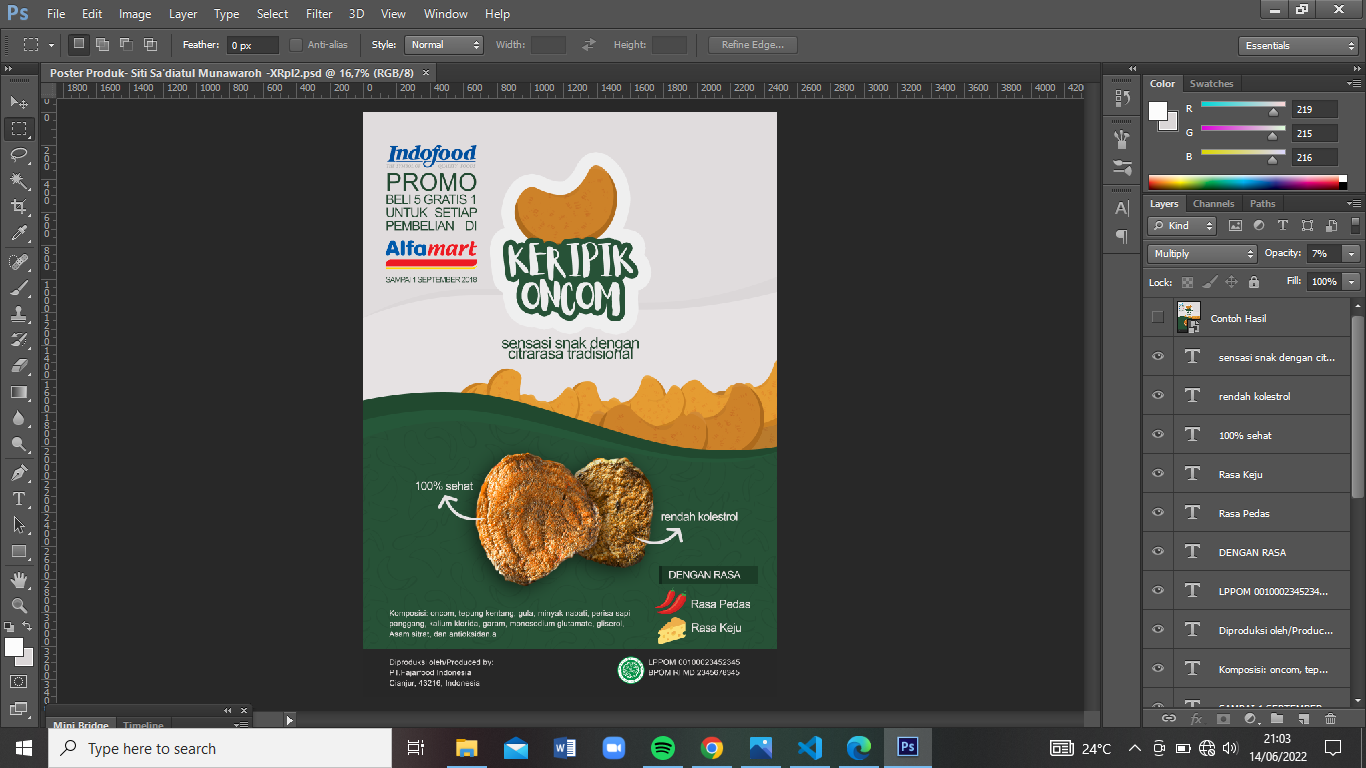 Ps File Edit Image Layer Type Select Filter 3D View Window Help
Feather: 0 px Anti-alias Style: Normal Width: Height: Refine Edge... Essentials
Poster Produk- Siti Sa'diatul Munawaroh -XRpl2.psd @ 16,7% (RGB/8) ×
1800 1600 1400 1200 1000 800 600 400 200 0 200 400 600 800 1000 1200 1400 1600 1800 2000 2200 2400 2600 2800 3000 3200 3400 3600 3800 4000 420
Indofood
PROMO
BELI 5 GRATIS 1
UNTUK SETIAP
PEMBELIAN DI
Alfamart
SAMPAI 1 SEPTEMBER 2018
KERIPIK
ONCOM
sensasi snak dengan
citrarasa tradisional
100% sehat
rendah kolestrol
DENGAN RASA
Rasa Pedas
Rasa Keju
Komposisi: oncom, tepung kentang, gula, minyak nabati, perisa sapi
panggang, kalium klorida, garam, monosodium glutamate, gliserol,
Asam sitrat, dan antioksidan.a
Diproduksi oleh/Produced by:
PT.Fajarfood Indonesia
Cianjur, 43216, Indonesia
LPPOM 00100023452345
BPOM RI MD 2345678345
Color Swatches
R 219
G 215
B 216
Layers Channels Paths
Kind
Multiply Opacity: 7%
Lock: Fill: 100%
Contoh Hasil
sensasi snak dengan cit...
rendah kolestrol
100% sehat
Rasa Keju
Rasa Pedas
DENGAN RASA
LPPOM 0010002345234...
Diproduksi oleh/Produc...
Komposisi: oncom, tep...
SAMPAI 1 SEPTEMBER
Mini Bridge Timeline
Type here to search
24°C
21:03
14/06/2022